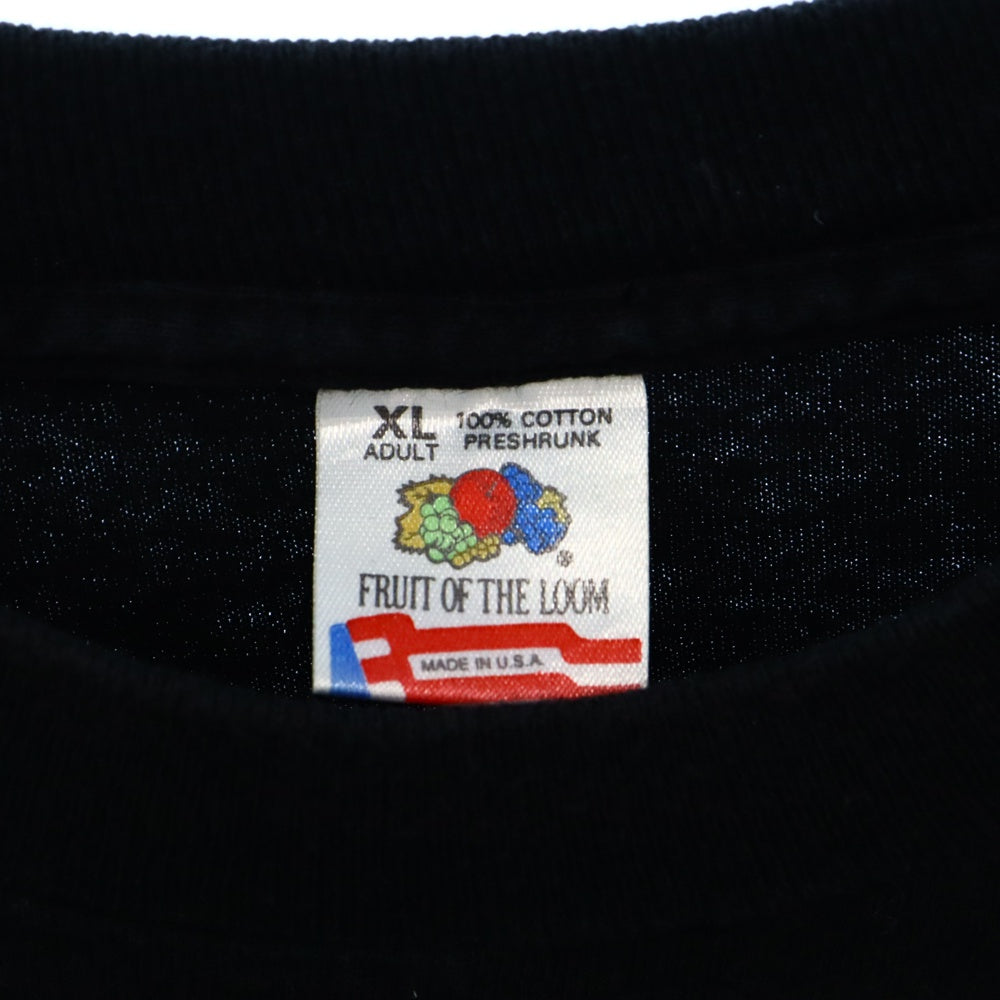 XL 100% COTTON
ADULT PRESHRUNK
®
FRUIT OF THE LOOM
MADE IN U.S.A.